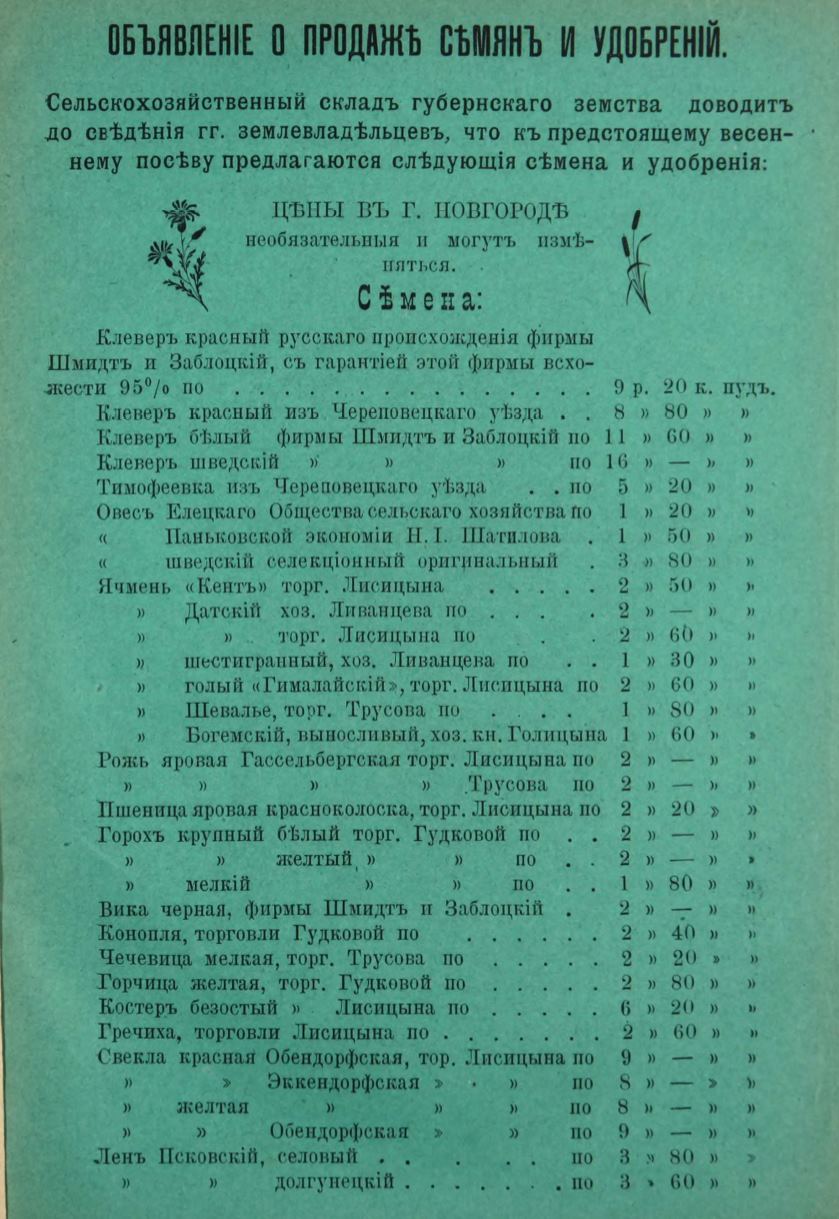 ОБЪЯВЛЕНІЕ О ПРОДАЖѢ СѢМЯНЪ И УДОБРЕНІЙ.
Сельскохозяйственный складъ губернскаго земства доводитъ
до свѣдѣнія гг. землевладѣльцевъ, что къ предстоящему весен-
нему посѣву предлагаются слѣдующія сѣмена и удобренія:
ЦѢНЫ ВЪ Г. НОВГОРОДѢ
необязательныя и могутъ измѣ-
няться.
Сѣмена:
Клеверъ красный русскаго происхожденія фирмы
Шмидтъ и Заблоцкій, съ гарантіей этой фирмы всхо-
жести 95% по . . . . . . . . . . . . . . . 9 р. 20 к. пудъ.
Клеверъ красный изъ Череповецкаго уѣзда . . 8 » 80 » »
Клеверъ бѣлый фирмы Шмидтъ и Заблоцкій по 11 » 60 » »
Клеверъ шведскій » » » по 16 » — » »
Тимофеевка изъ Череповецкаго уѣзда . . по 5 » 20 » »
Овесъ Елецкаго Общества сельскаго хозяйства по 1 » 20 » »
« Паньковской экономіи Н. І. Шатилова . 1 » 50 » »
« шведскій селекціонный оригинальный . 3 » 80 » »
Ячмень «Кентъ» торг. Лисицына . . . . . 2 » 50 » »
» Датскій хоз. Ливанцева по . . . . 2 » — » »
» » торг. Лисицына по . . 2 » 60 » »
» шестигранный, хоз. Ливанцева по . . 1 » 30 » »
» голый «Гималайскій», торг. Лисицына по 2 » 60 » »
» Шевалье, торг. Трусова по . . . . 1 » 80 » »
» Богемскій, выносливый, хоз. кн. Голицына 1 » 60 » »
Рожь яровая Гассельбергская торг. Лисицына по 2 » — » »
» » » » Трусова по 2 » — » »
Пшеница яровая красноколоска, торг. Лисицына по 2 » 20 » »
Горохъ крупный бѣлый торг. Гудковой по . . 2 » — » »
» » желтый » » по . . 2 » — » »
» мелкій » » по . . 1 » 80 » »
Вика черная, фирмы Шмидтъ и Заблоцкій . 2 » — » »
Конопля, торговли Гудковой по . . . . . . 2 » 40 » »
Чечевица мелкая, торг. Трусова по . . . . . 2 » 20 » »
Горчица желтая, торг. Гудковой по . . . . . 2 » 80 » »
Костеръ безостый » Лисицына по . . . . . 6 » 20 » »
Гречиха, торговли Лисицына по . . . . . . . 2 » 60 » »
Свекла красная Обендорфская, тор. Лисицына по 9 » — » »
» » Эккендорфская » » по 8 » — » »
» желтая » » » по 8 » — » »
» » Обендорфская » » по 9 » — » »
Ленъ Псковскій, селовый . . . . . по 3 » 80 » »
» » долгунецкій . . . . . . . по 3 » 60 » »